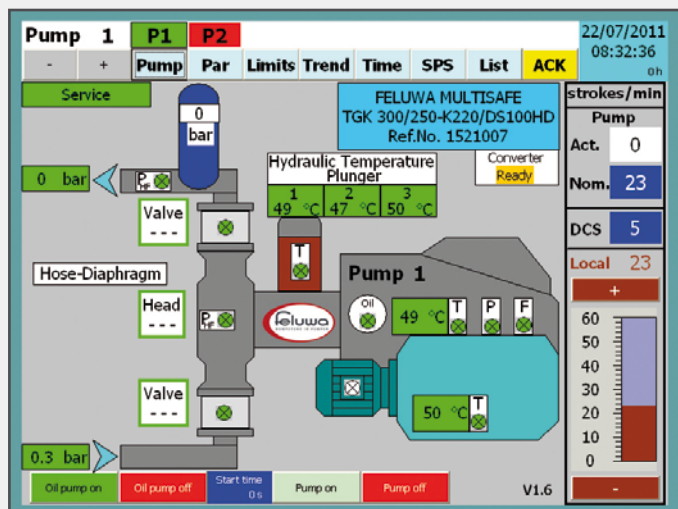 Pump 1 P1 P2
22/07/2011
08:32:36
0h
- + Pump Par Limits Trend Time SPS List ACK
Service
0
bar
FELUWA MULTISAFE
TGK 300/250-K220/DS100HD
Ref.No. 1521007
strokes/min
Pump
Act. 0
Nom. 23
DCS 5
Local 23
+
60
50
40
30
20
10
0
-
Hydraulic Temperature
Plunger
1 2 3
49 °C 47 °C 50 °C
Converter
Ready
0 bar
P
HF
Valve
---
Hose-Diaphragm
Head
---
P
HF
T
feluwa
Pump 1
Oil
49 °C T P F
Valve
---
50 °C T
0.3 bar
Oil pump on
Oil pump off
Start time
0 s
Pump on
Pump off
V1.6